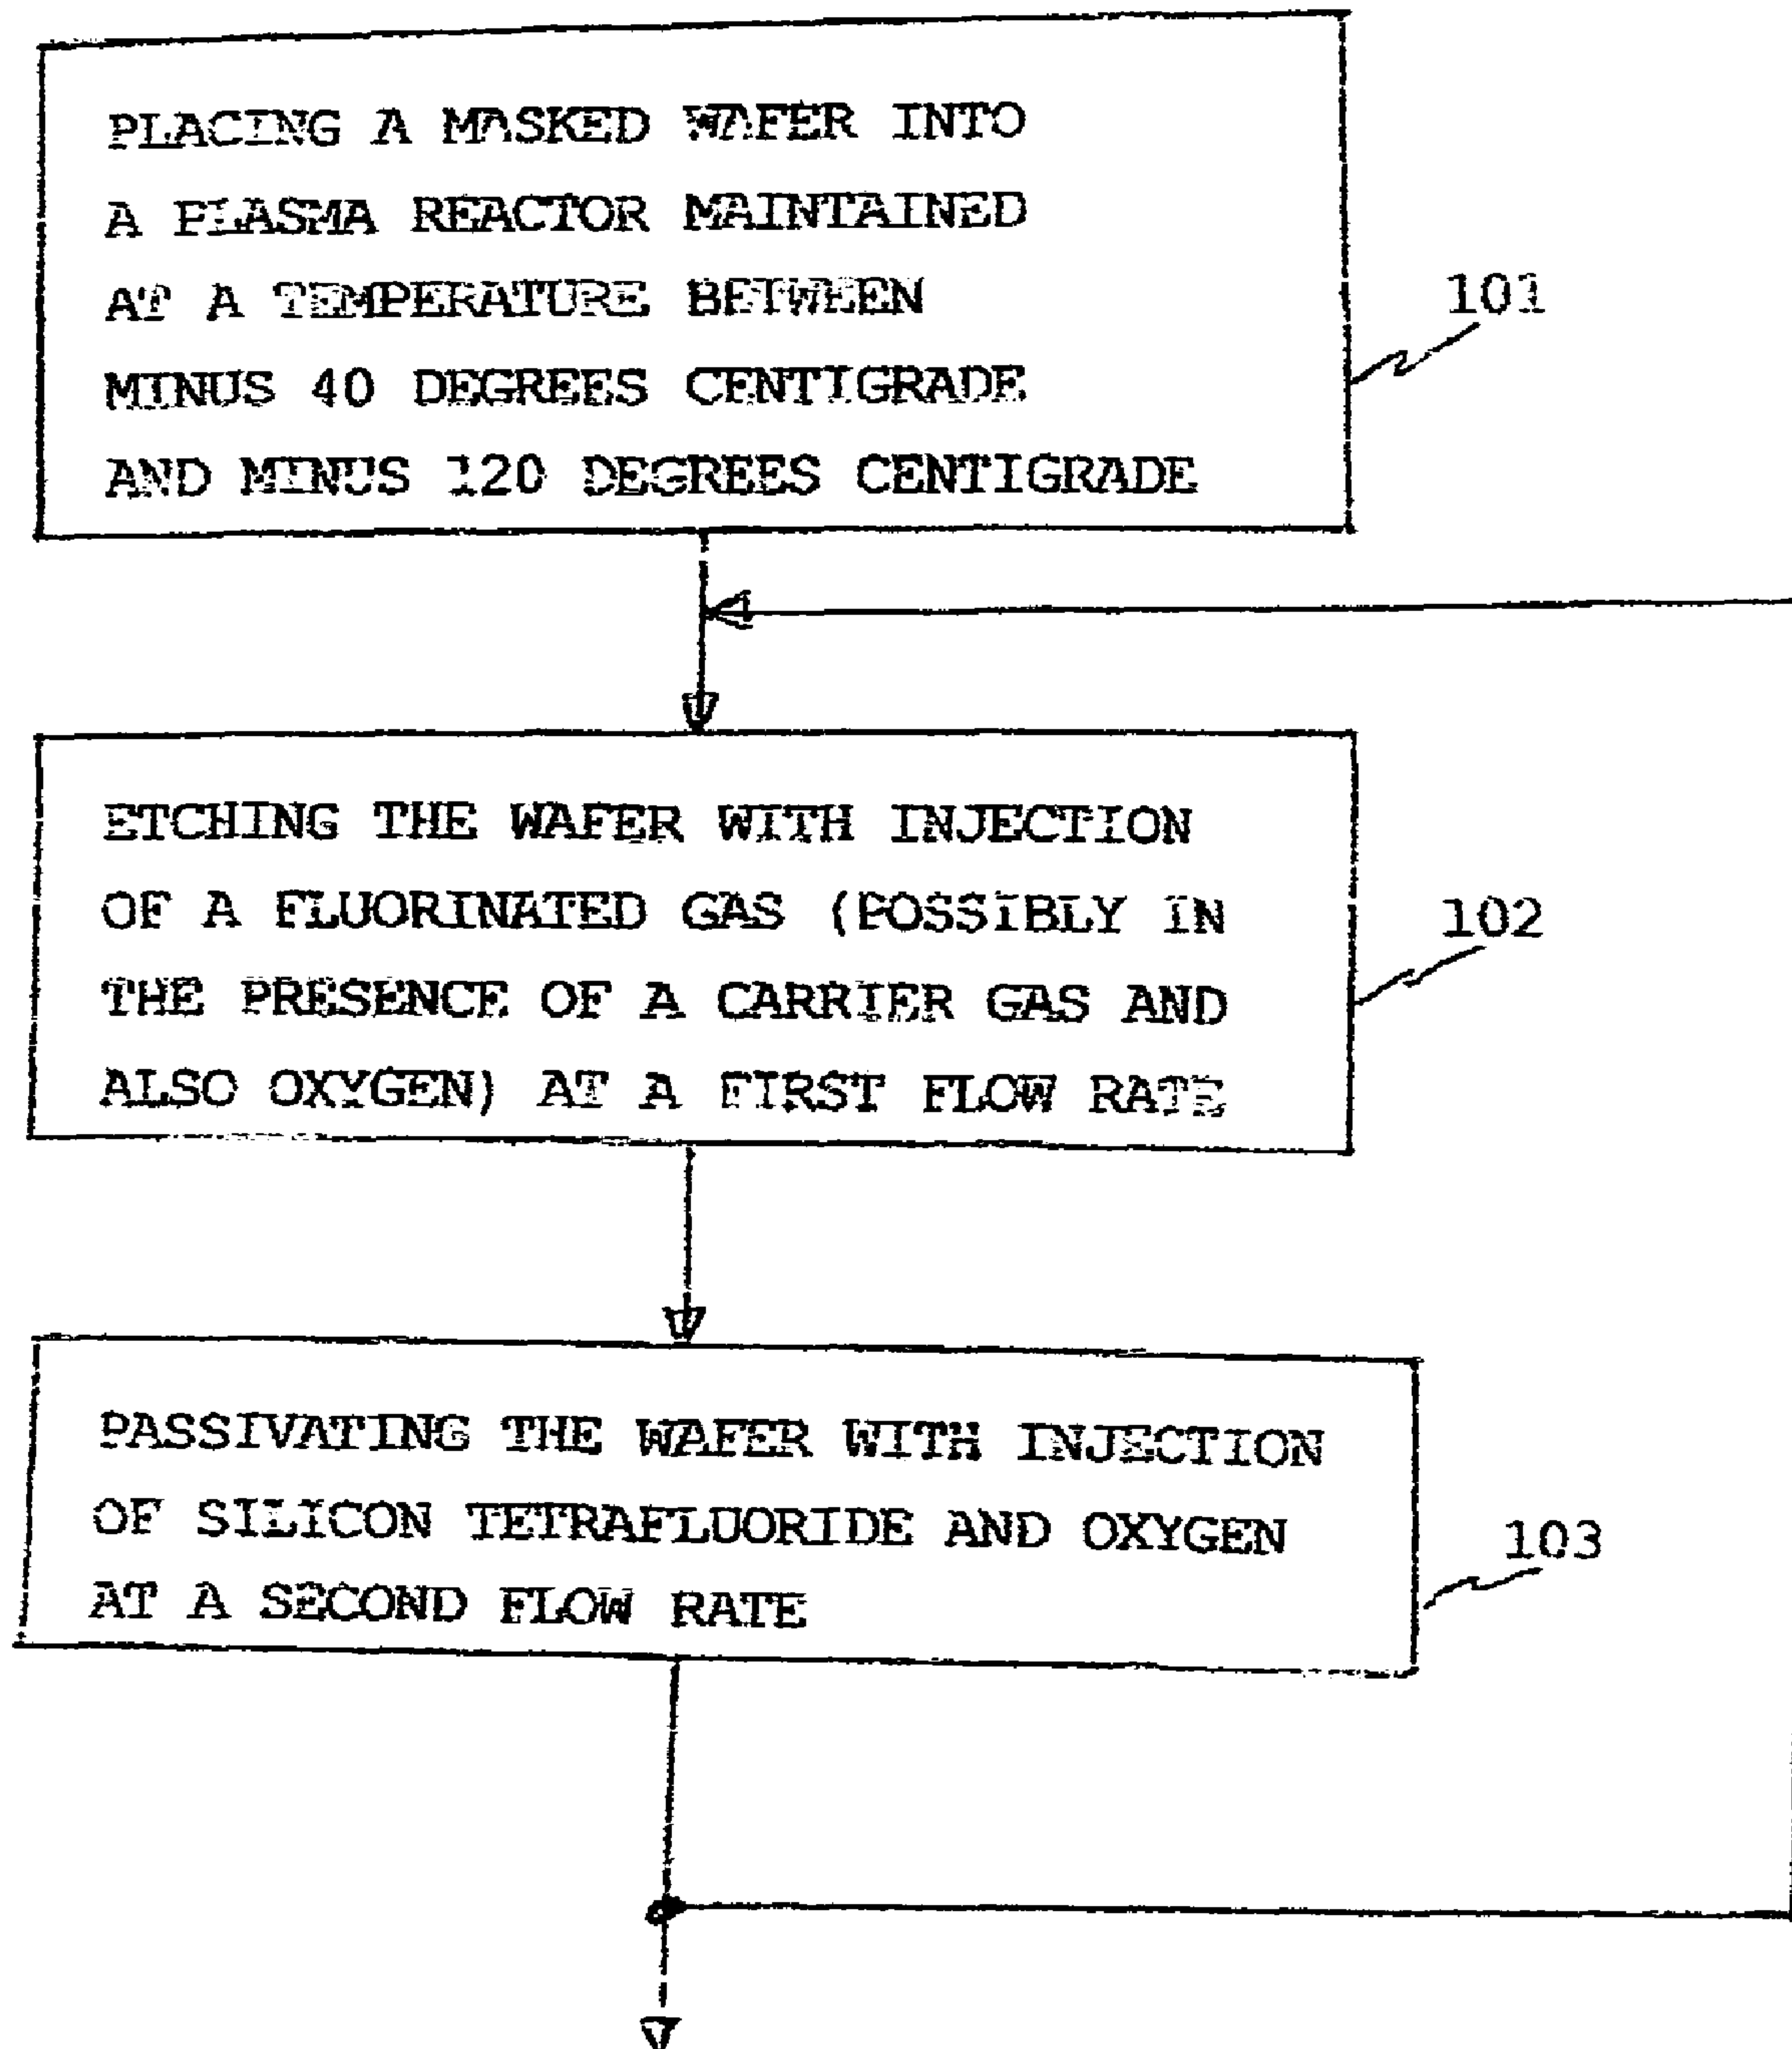 PLACING A MASKED WAFER INTO
A PLASMA REACTOR MAINTAINED
AT A TEMPERATURE BETWEEN
MINUS 40 DEGREES CENTIGRADE
AND MINUS 120 DEGREES CENTIGRADE
101
ETCHING THE WAFER WITH INJECTION
OF A FLUORINATED GAS (POSSIBLY IN
THE PRESENCE OF A CARRIER GAS AND
ALSO OXYGEN) AT A FIRST FLOW RATE
102
PASSIVATING THE WAFER WITH INJECTION
OF SILICON TETRAFLUORIDE AND OXYGEN
AT A SECOND FLOW RATE
103